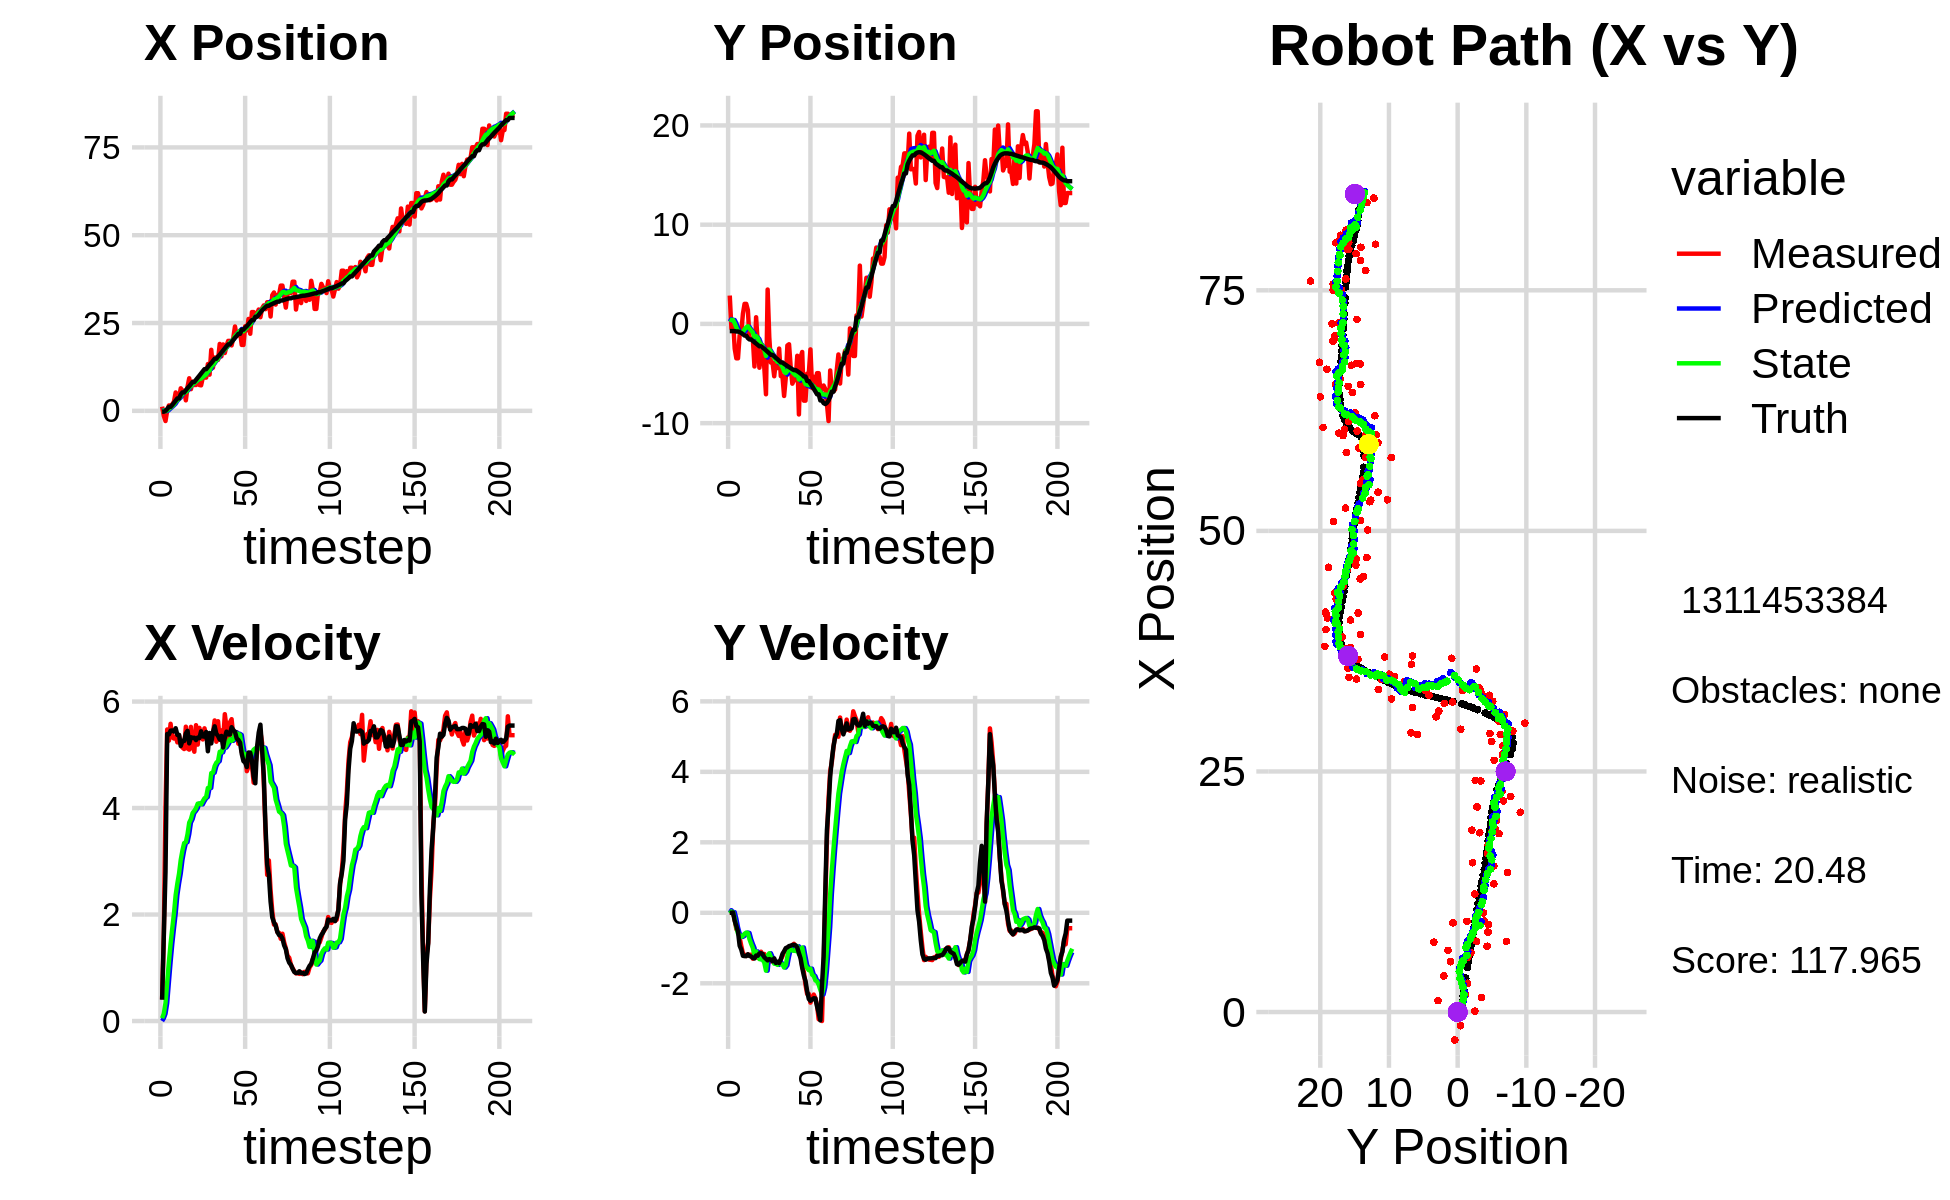 X Position
75
50
25
0
0
50
100
150
200
timestep
Y Position
20
10
0
-10
0
50
100
150
200
timestep
X Velocity
6
4
2
0
0
50
100
150
200
timestep
Y Velocity
6
4
2
0
-2
0
50
100
150
200
timestep
Robot Path (X vs Y)
X Position
75
50
25
0
20 10 0 -10 -20
Y Position
variable
Measured
Predicted
State
Truth
1311453384
Obstacles: none
Noise: realistic
Time: 20.48
Score: 117.965